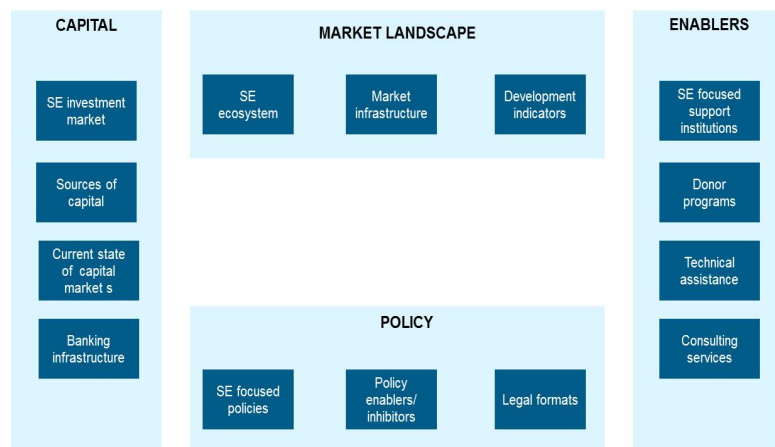 CAPITAL
SE investment
market
Sources of
capital
Current state
of capital
market s
Banking
infrastructure
MARKET LANDSCAPE
SE
ecosystem
Market
infrastructure
Development
indicators
POLICY
SE focused
policies
Policy
enablers/
inhibitors
Legal formats
ENABLERS
SE focused
support
institutions
Donor
programs
Technical
assistance
Consulting
services